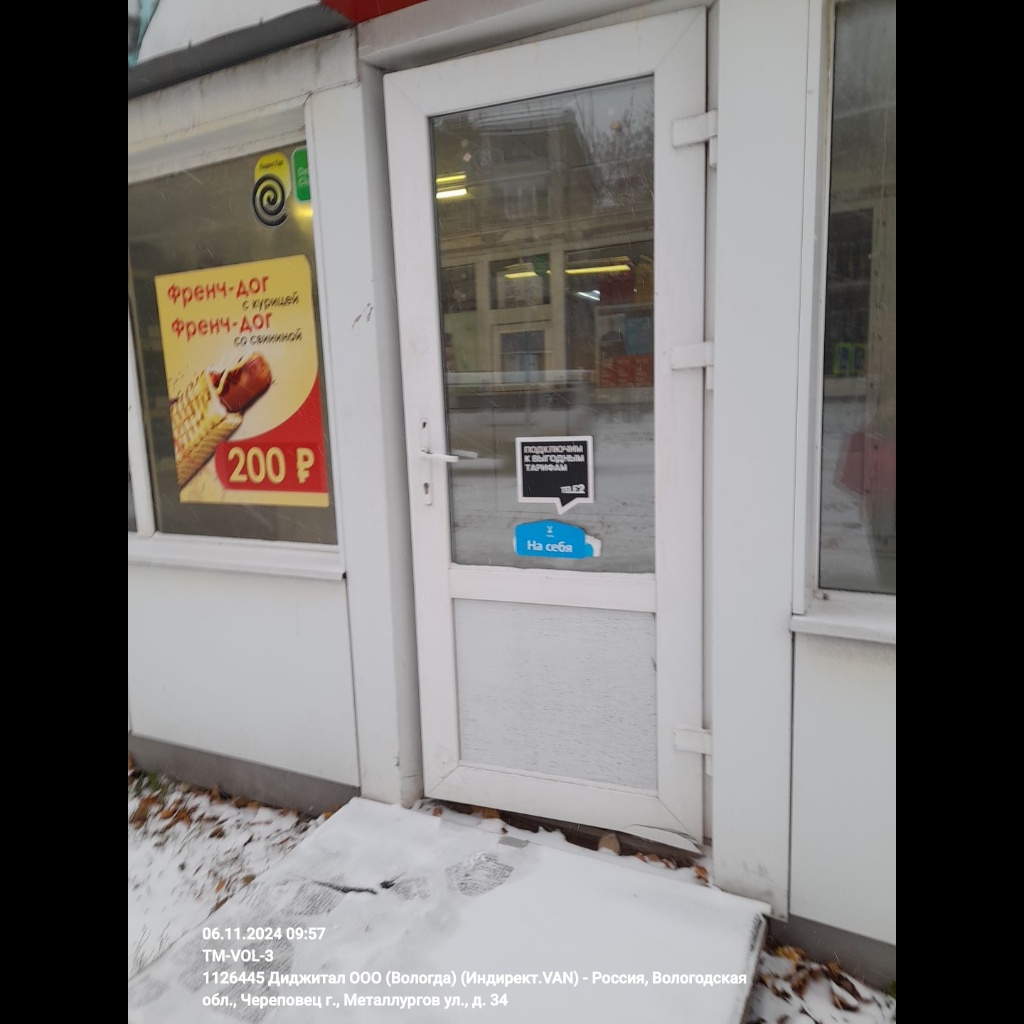 Френч-дог
с курицей
Френч-дог
со свининой
200 ₽
ПОДКЛЮЧИМ
К ВЫГОДНЫМ
ТАРИФАМ
TELE2
На себя
06.11.2024 09:57
TM-VOL-3
1126445 Диджитал ООО (Вологда) (Индирект.VAN) - Россия, Вологодская
обл., Череповец г., Металлургов ул., д. 34